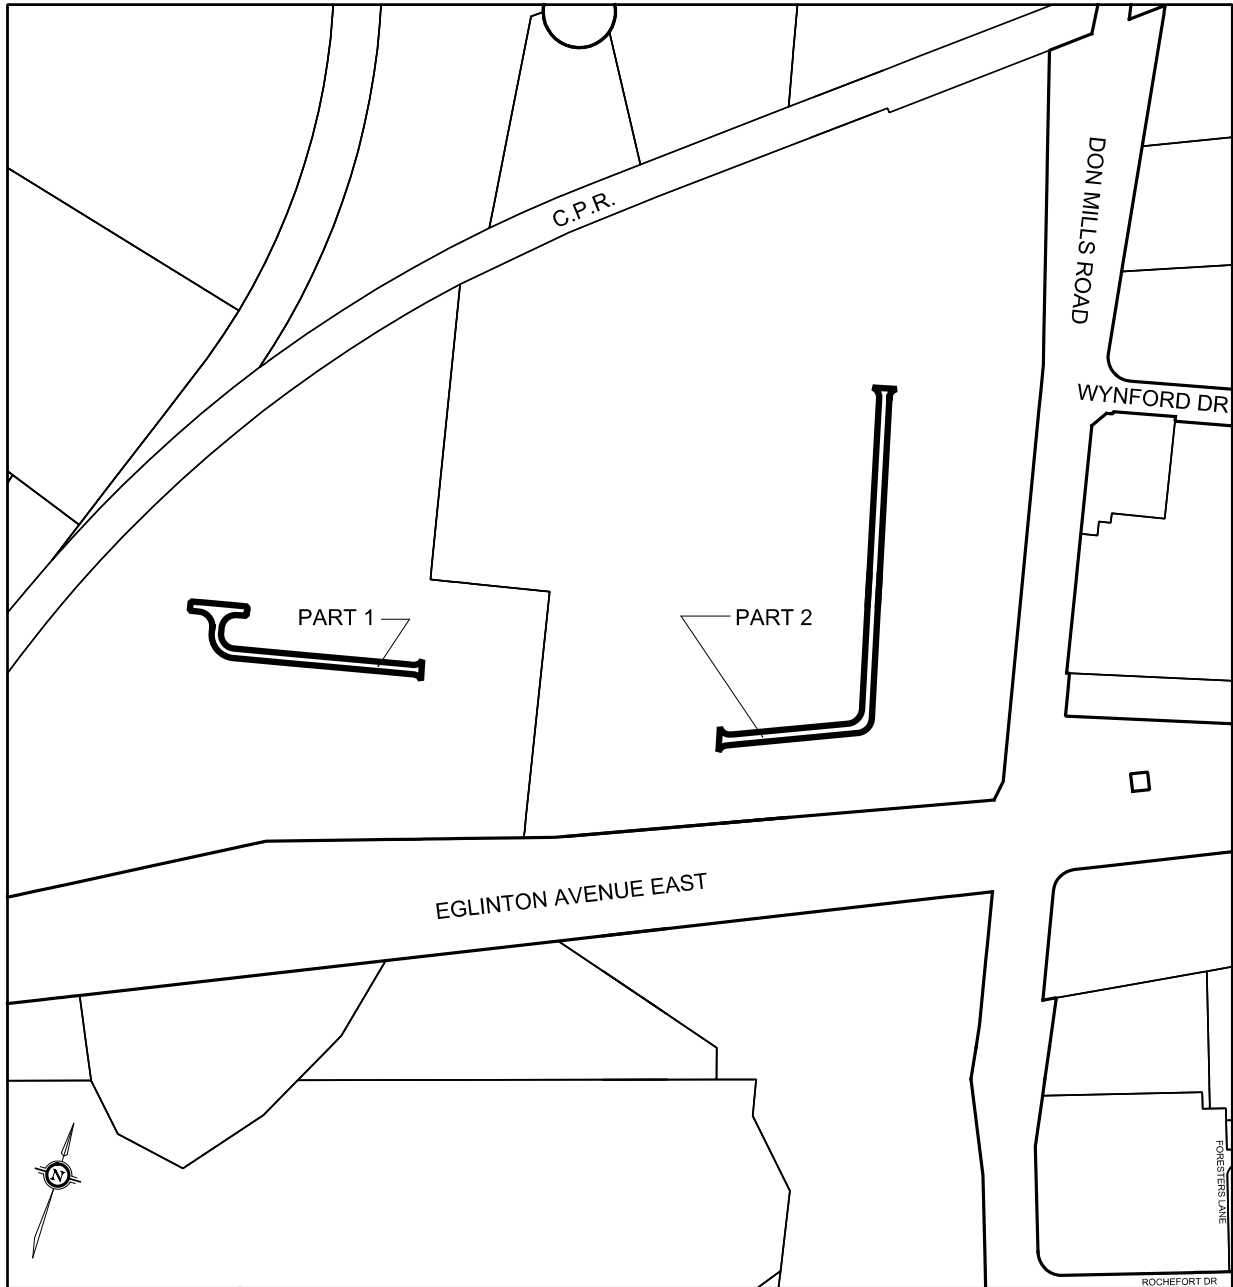 C.P.R.
DON MILLS ROAD
WYNFORD DR
PART 1
PART 2
EGLINTON AVENUE EAST
N
FORESTERS LANE
ROCHEFORT DR